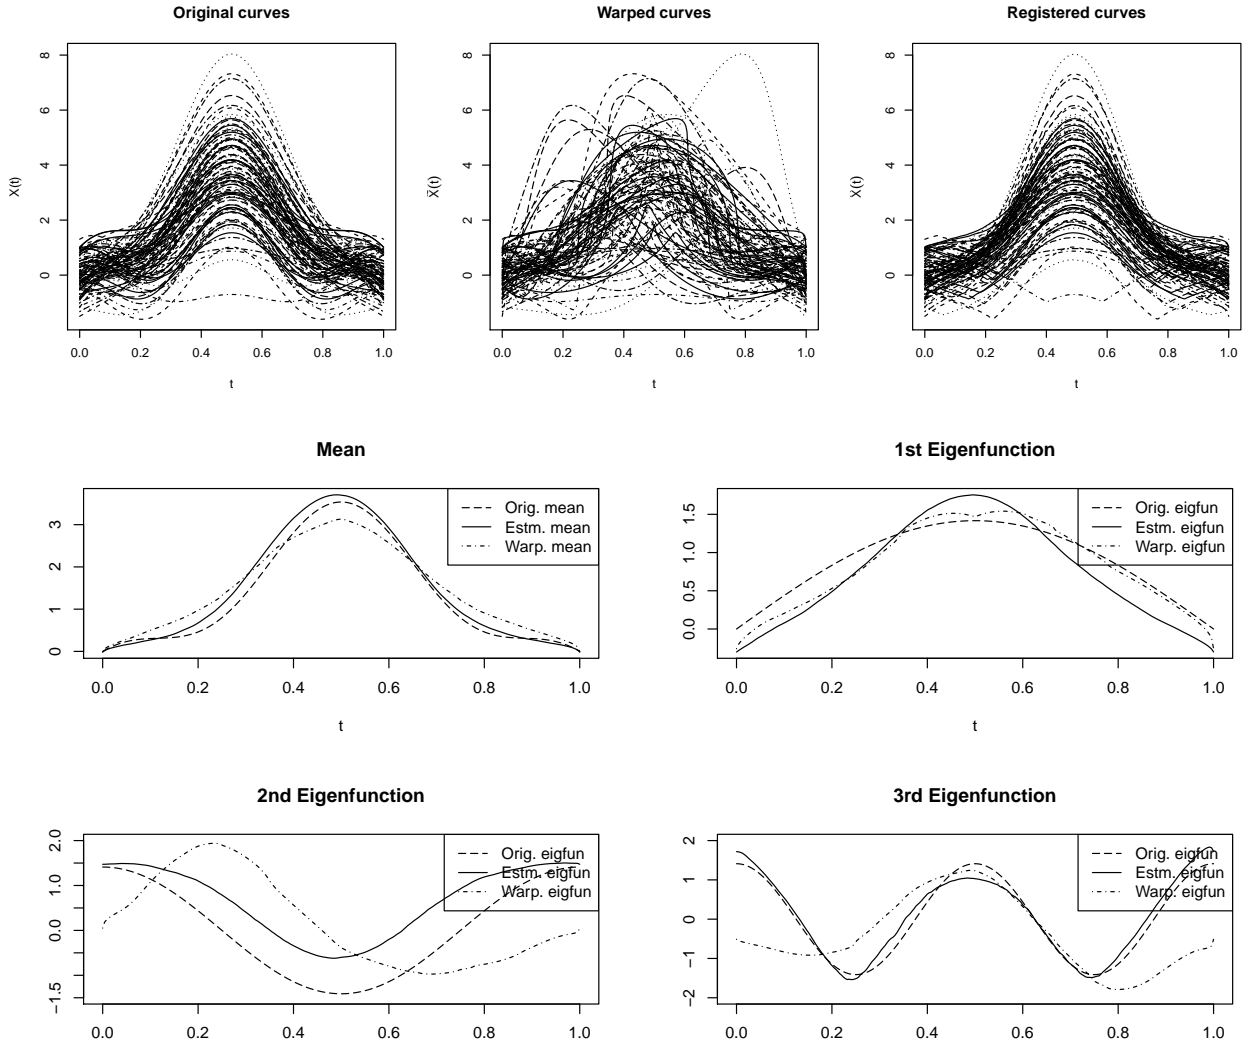 Original curves
Warped curves
Registered curves
X(t)
X̃(t)
X(t)
0 2 4 6 8
0 2 4 6 8
0 2 4 6 8
0.0 0.2 0.4 0.6 0.8 1.0
0.0 0.2 0.4 0.6 0.8 1.0
0.0 0.2 0.4 0.6 0.8 1.0
t
t
t
Mean
1st Eigenfunction
Orig. mean
Estm. mean
Warp. mean
Orig. eigfun
Estm. eigfun
Warp. eigfun
0 1 2 3
0.0 0.5 1.0 1.5
0.0 0.2 0.4 0.6 0.8 1.0
0.0 0.2 0.4 0.6 0.8 1.0
t
t
2nd Eigenfunction
3rd Eigenfunction
Orig. eigfun
Estm. eigfun
Warp. eigfun
Orig. eigfun
Estm. eigfun
Warp. eigfun
−1.5 0.0 1.0 2.0
−2 −1 0 1 2
0.0 0.2 0.4 0.6 0.8 1.0
0.0 0.2 0.4 0.6 0.8 1.0